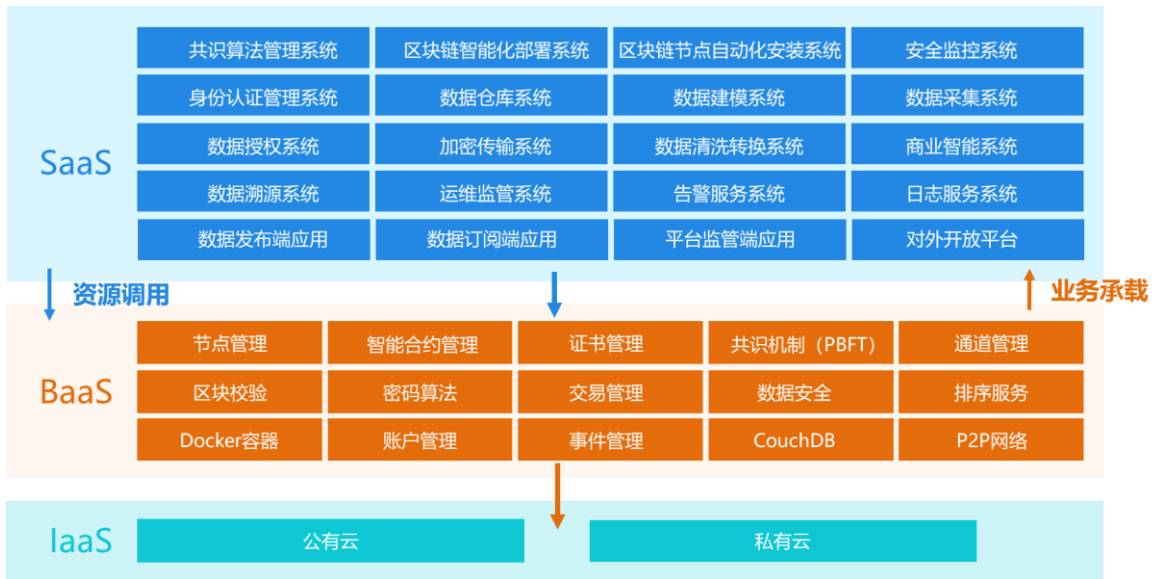 共识算法管理系统 区块链智能化部署系统 区块链节点自动化安装系统 安全监控系统
身份认证管理系统 数据仓库系统 数据建模系统 数据采集系统
SaaS
数据授权系统 加密传输系统 数据清洗转换系统 商业智能系统
数据溯源系统 运维监管系统 告警服务系统 日志服务系统
数据发布端应用 数据订阅端应用 平台监管端应用 对外开放平台
资源调用 业务承载
节点管理 智能合约管理 证书管理 共识机制（PBFT） 通道管理
BaaS 区块校验 密码算法 交易管理 数据安全 排序服务
Docker容器 账户管理 事件管理 CouchDB P2P网络
IaaS 公有云 私有云